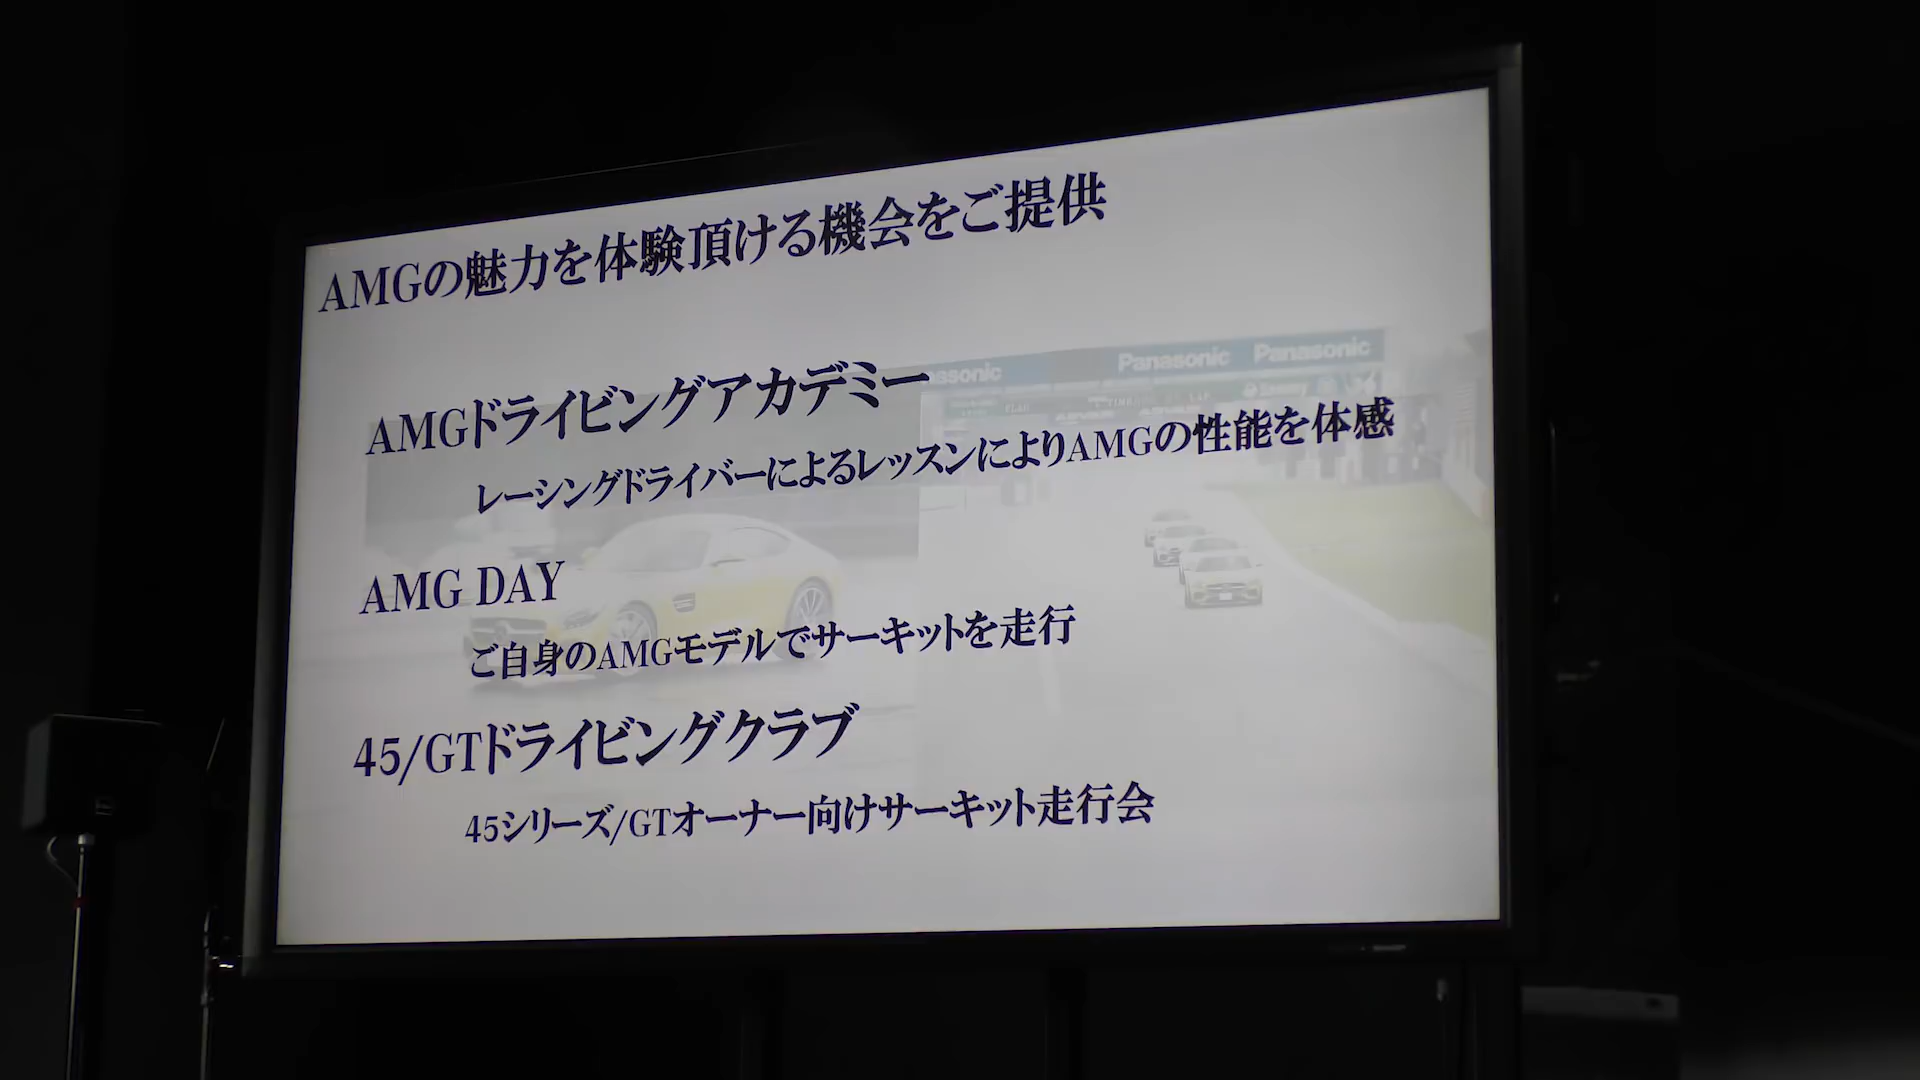 AMGの魅力を体験頂ける機会をご提供
Panasonic Panasonic
AMGドライビングアカデミー
レーシングドライバーによるレッスンによりAMGの性能を体感
AMG DAY
ご自身のAMGモデルでサーキットを走行
45/GTドライビングクラブ
45シリーズ/GTオーナー向けサーキット走行会